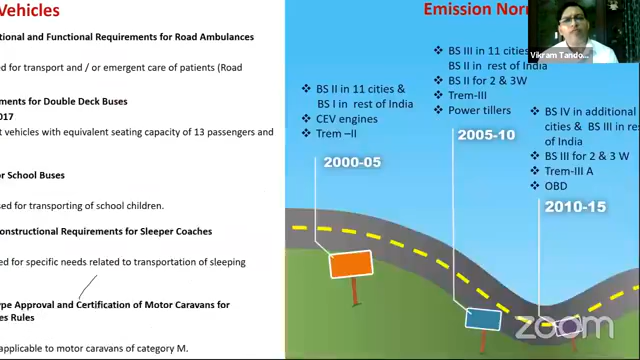 Vehicles
tional and Functional Requirements for Road Ambulances
ed for transport and / or emergent care of patients (Road
ments for Double Deck Buses
2017
t vehicles with equivalent seating capacity of 13 passengers and
or School Buses
sed for transporting of school children.
onstructional Requirements for Sleeper Coaches
ed for specific needs related to transportation of sleeping
ype Approval and Certification of Motor Caravans for
es Rules
applicable to motor caravans of category M.
Emission Nor
BS II in 11 cities &
BS I in rest of India
CEV engines
Trem –II
2000-05
BS III in 11 cities
BS II in rest of India
BS II for 2 & 3W
Trem-III
Power tillers
2005-10
BS IV in additional
cities & BS III in res
of India
BS III for 2 & 3 W
Trem-III A
OBD
2010-15
Vikram Tando...
zoom